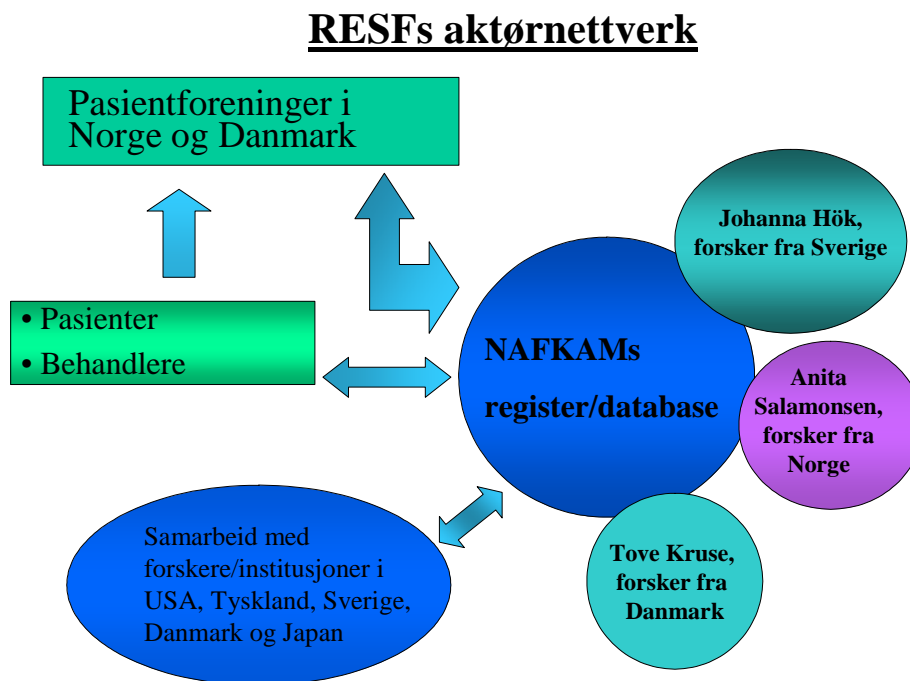 RESFs aktørnettverk
Pasientforeninger i
Norge og Danmark
Johanna Hök,
forsker fra Sverige
• Pasienter
• Behandlere
NAFKAMs
register/database
Anita
Salamonsen,
forsker fra
Norge
Samarbeid med
forskere/institusjoner i
USA, Tyskland, Sverige,
Danmark og Japan
Tove Kruse,
forsker fra
Danmark